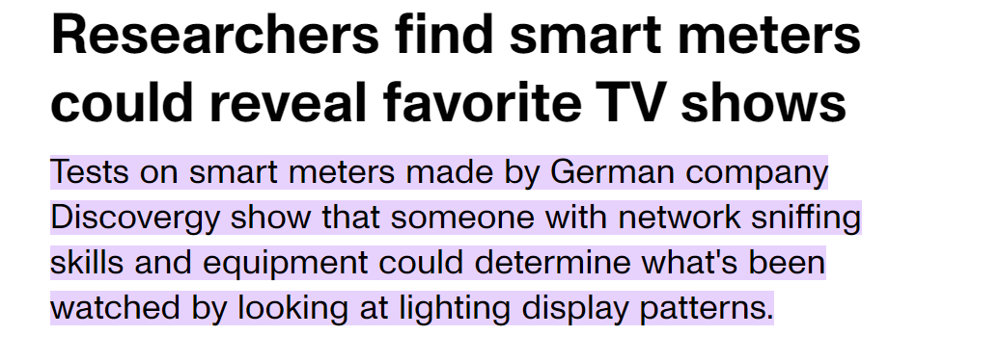 Researchers find smart meters
could reveal favorite TV shows
Tests on smart meters made by German company
Discovergy show that someone with network sniffing
skills and equipment could determine what's been
watched by looking at lighting display patterns.